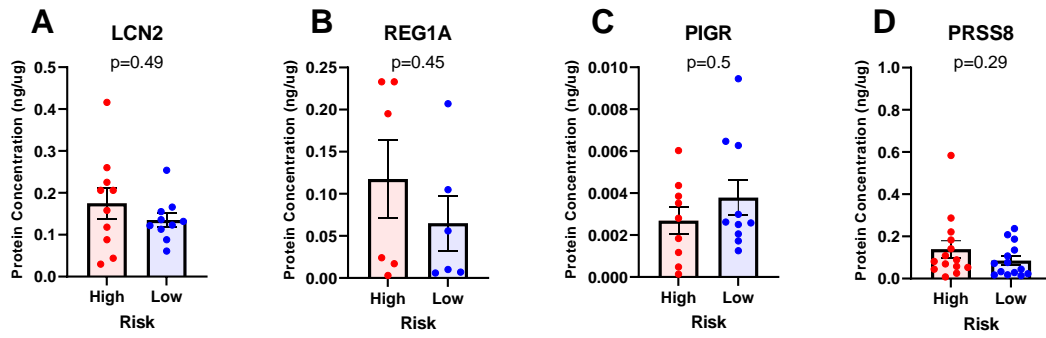 A
LCN2
p=0.49
Protein Concentration (ng/ug)
0.5
0.4
0.3
0.2
0.1
0.0
High Low
Risk
B
REG1A
p=0.45
Protein Concentration (ng/ug)
0.25
0.20
0.15
0.10
0.05
0.00
High Low
Risk
C
PIGR
p=0.5
Protein Concentration (ng/ug)
0.010
0.008
0.006
0.004
0.002
0.000
High Low
Risk
D
PRSS8
p=0.29
Protein Concentration (ng/ug)
1.0
0.8
0.6
0.4
0.2
0.0
High Low
Risk